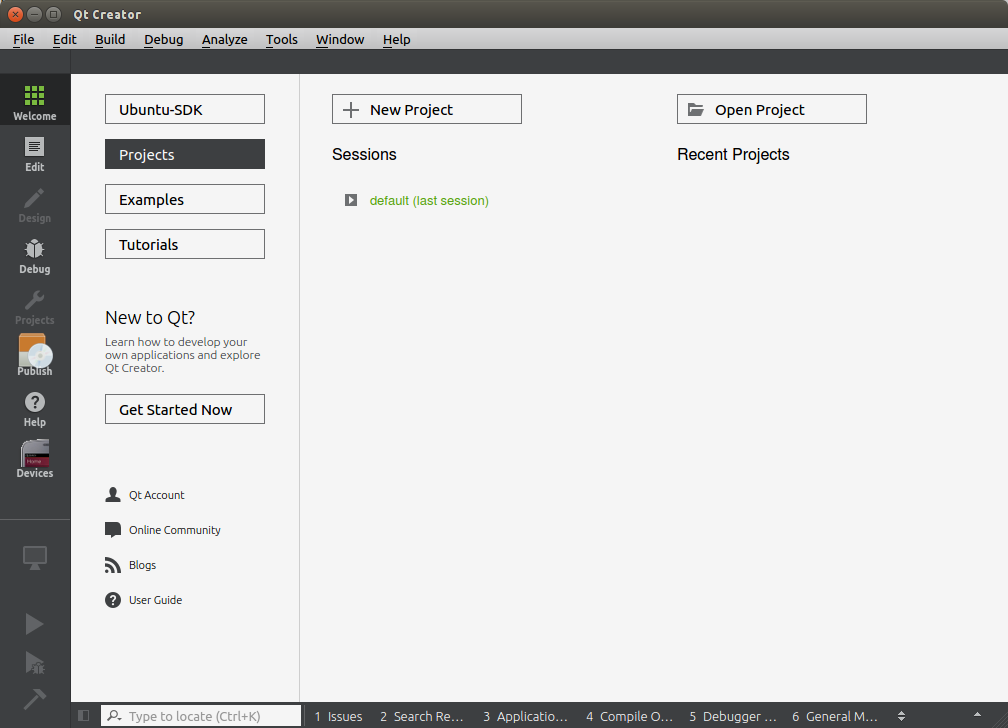 Qt Creator
File Edit Build Debug Analyze Tools Window Help
Welcome
Edit
Design
Debug
Projects
Publish
Help
Devices
Ubuntu-SDK
Projects
Examples
Tutorials
New to Qt?
Learn how to develop your
own applications and explore
Qt Creator.
Get Started Now
Qt Account
Online Community
Blogs
User Guide
New Project
Sessions
default (last session)
Open Project
Recent Projects
Type to locate (Ctrl+K)
1 Issues 2 Search Re... 3 Applicatio... 4 Compile O... 5 Debugger ... 6 General M...